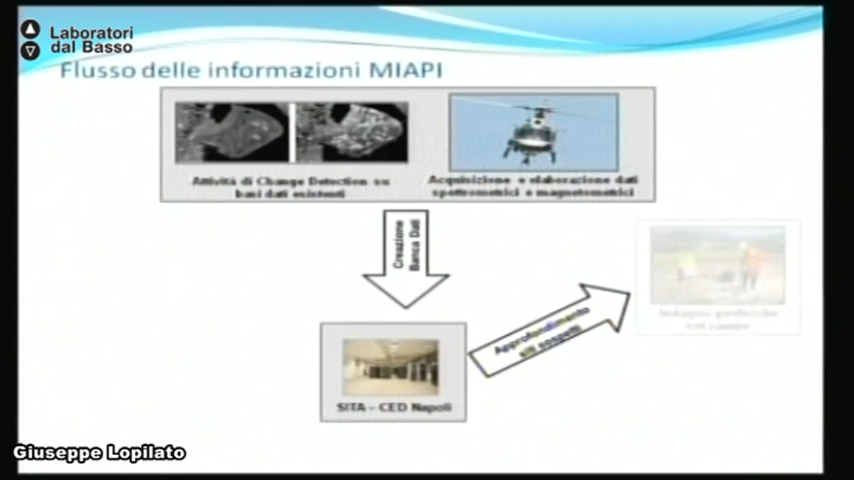 Laboratori
dal Basso
Flusso delle informazioni MIAPI
Attività di Change Detection su
basi dati esistenti
Acquisizione e elaborazione dati
spettrometrici e magnetometrici
Creazione
Banca Dati
Approfondimento
siti sospetti
SITA – CED Napoli
Giuseppe Lopilato